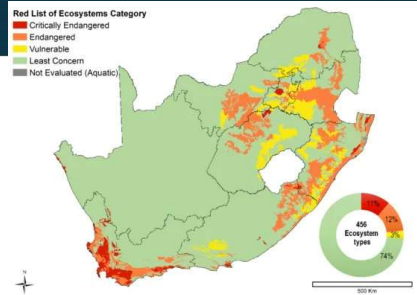 Red List of Ecosystems Category
Critically Endangered
Endangered
Vulnerable
Least Concern
Not Evaluated (Aquatic)
11%
12%
3%
74%
456
Ecosystem
types
N
500 Km